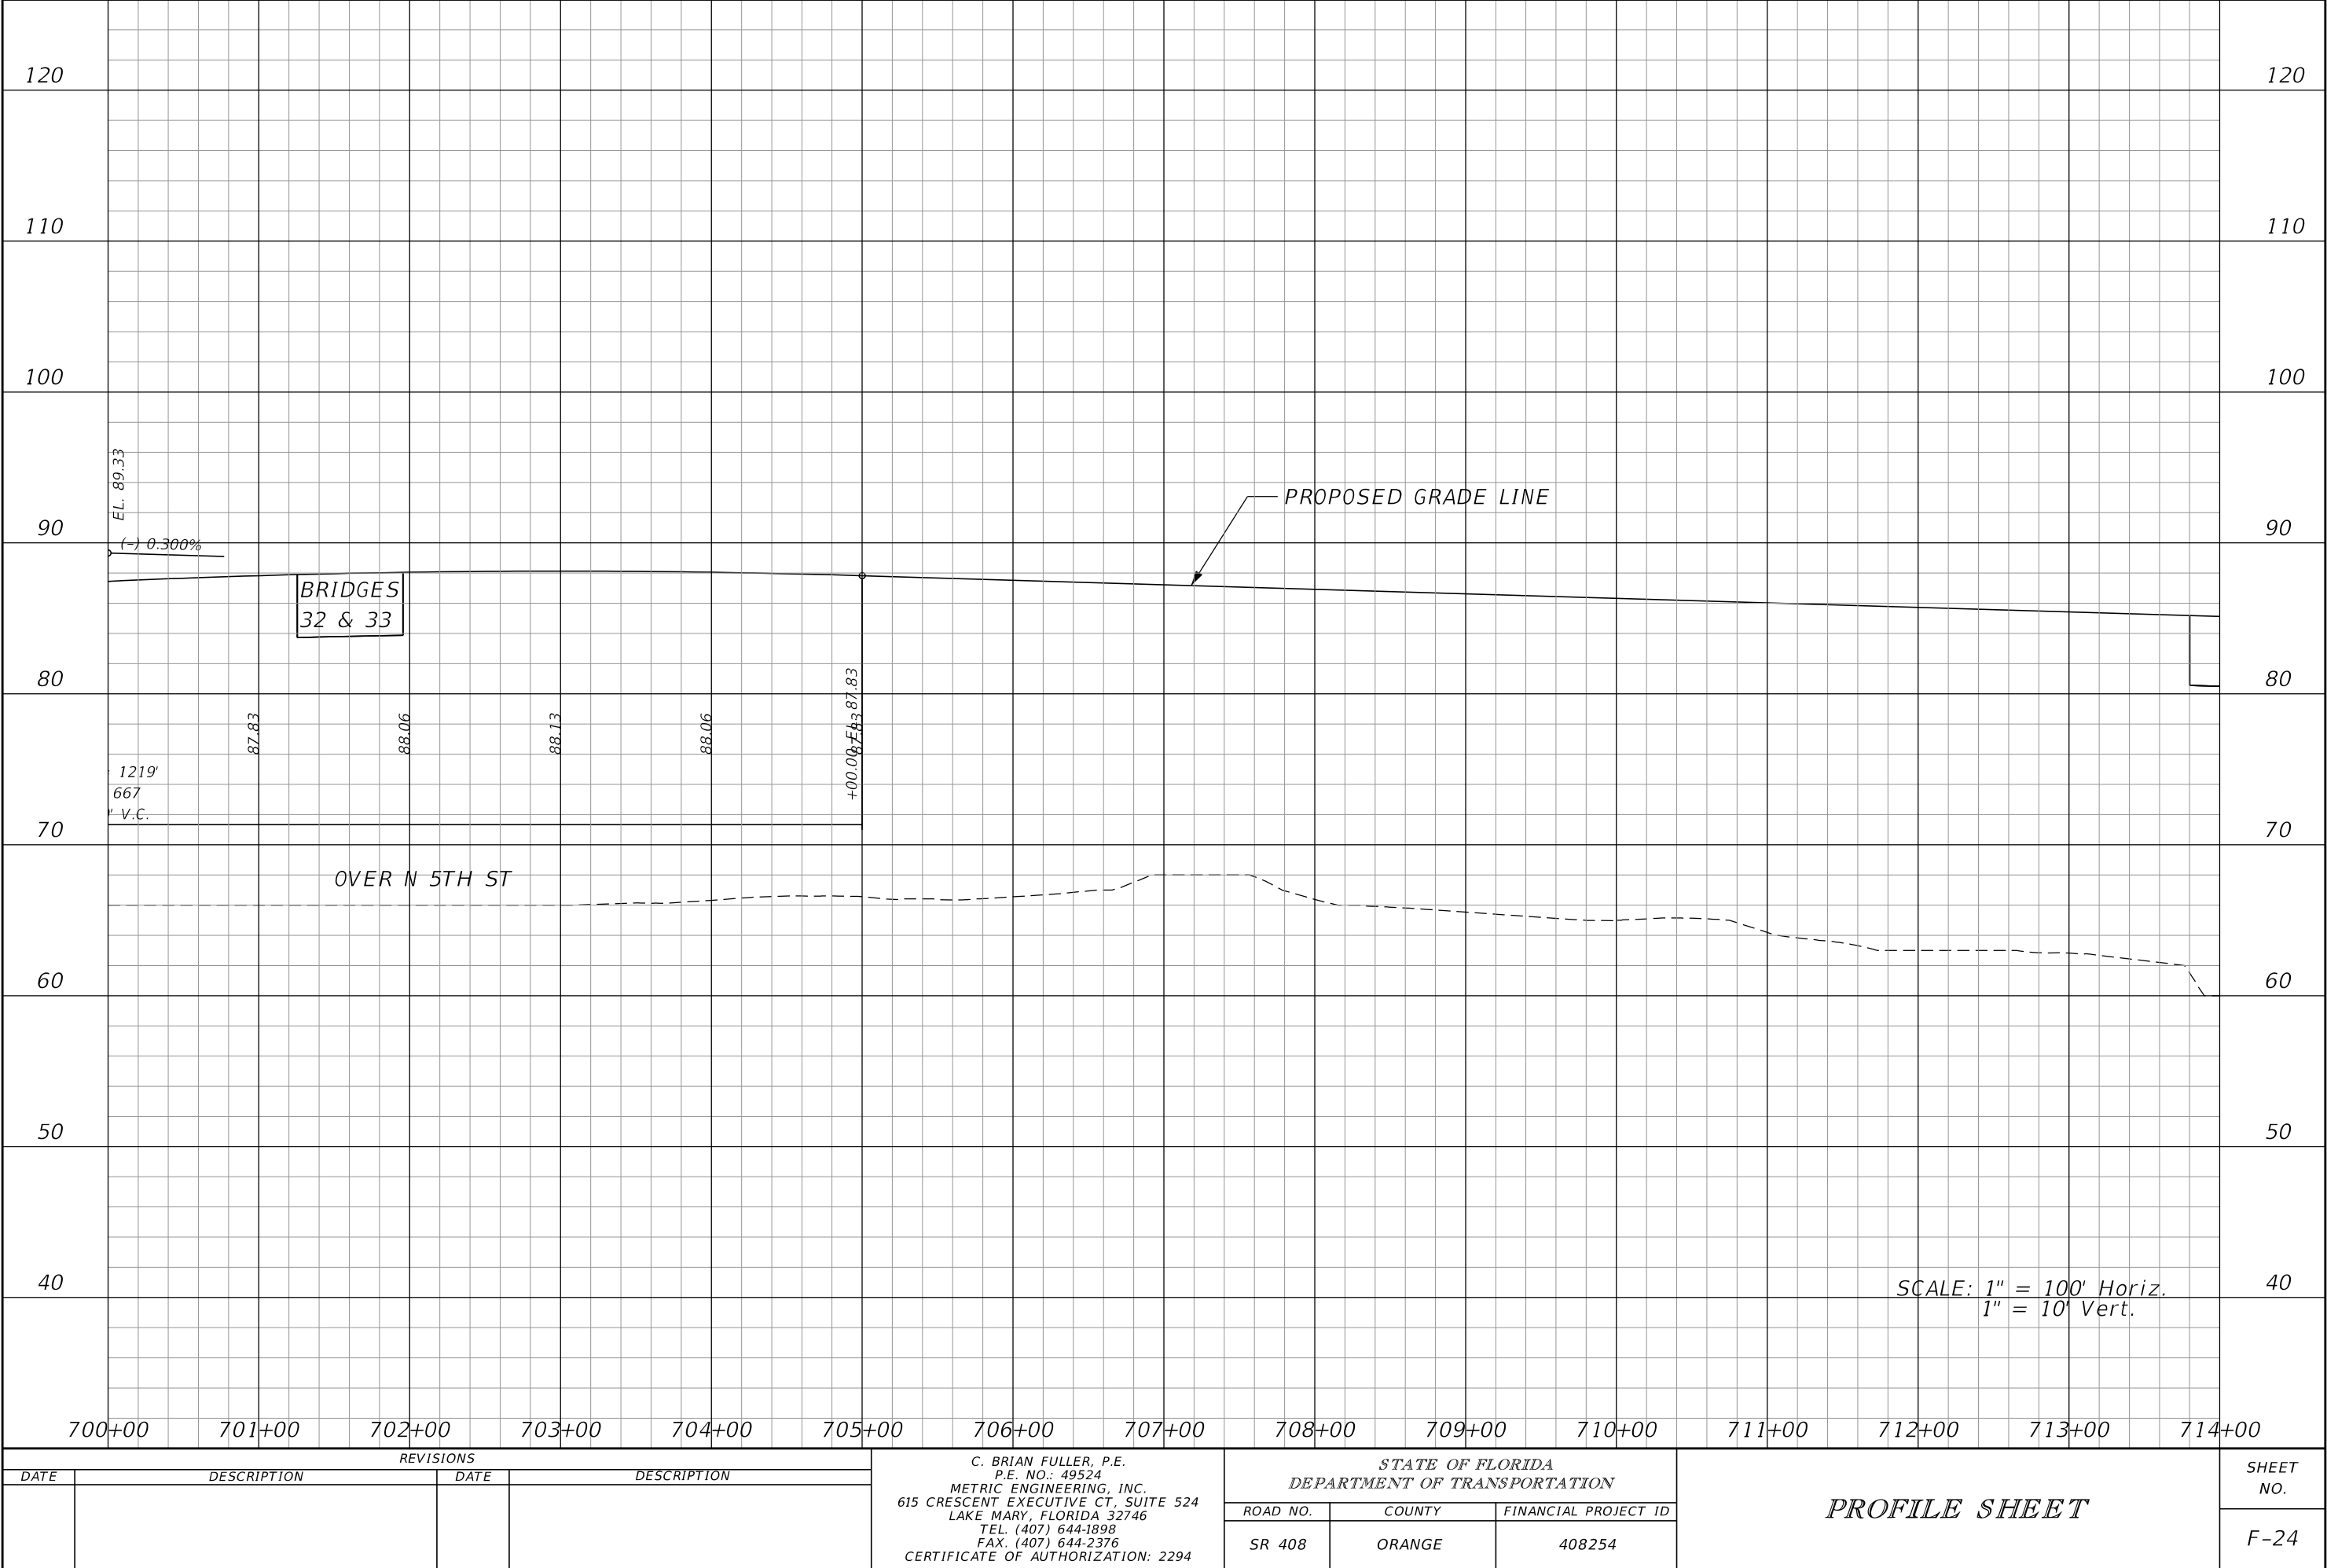 120 120
110 110
100 100
EL. 89.33
PROPOSED GRADE LINE
90 90
(-) 0.300%
BRIDGES
32 & 33
80 80
87.83 88.06 88.13 88.06 87.83
+00.00 EL. 87.83
1219'
667
' V.C.
70 70
OVER N 5TH ST
60 60
50 50
40 40
SCALE: 1" = 100' Horiz.
1" = 10' Vert.
700+00 701+00 702+00 703+00 704+00 705+00 706+00 707+00 708+00 709+00 710+00 711+00 712+00 713+00 714+00
REVISIONS
DATE DESCRIPTION DATE DESCRIPTION
C. BRIAN FULLER, P.E.
P.E. NO.: 49524
METRIC ENGINEERING, INC.
615 CRESCENT EXECUTIVE CT, SUITE 524
LAKE MARY, FLORIDA 32746
TEL. (407) 644-1898
FAX. (407) 644-2376
CERTIFICATE OF AUTHORIZATION: 2294
STATE OF FLORIDA
DEPARTMENT OF TRANSPORTATION
ROAD NO. COUNTY FINANCIAL PROJECT ID
SR 408 ORANGE 408254
PROFILE SHEET
SHEET
NO.
F-24